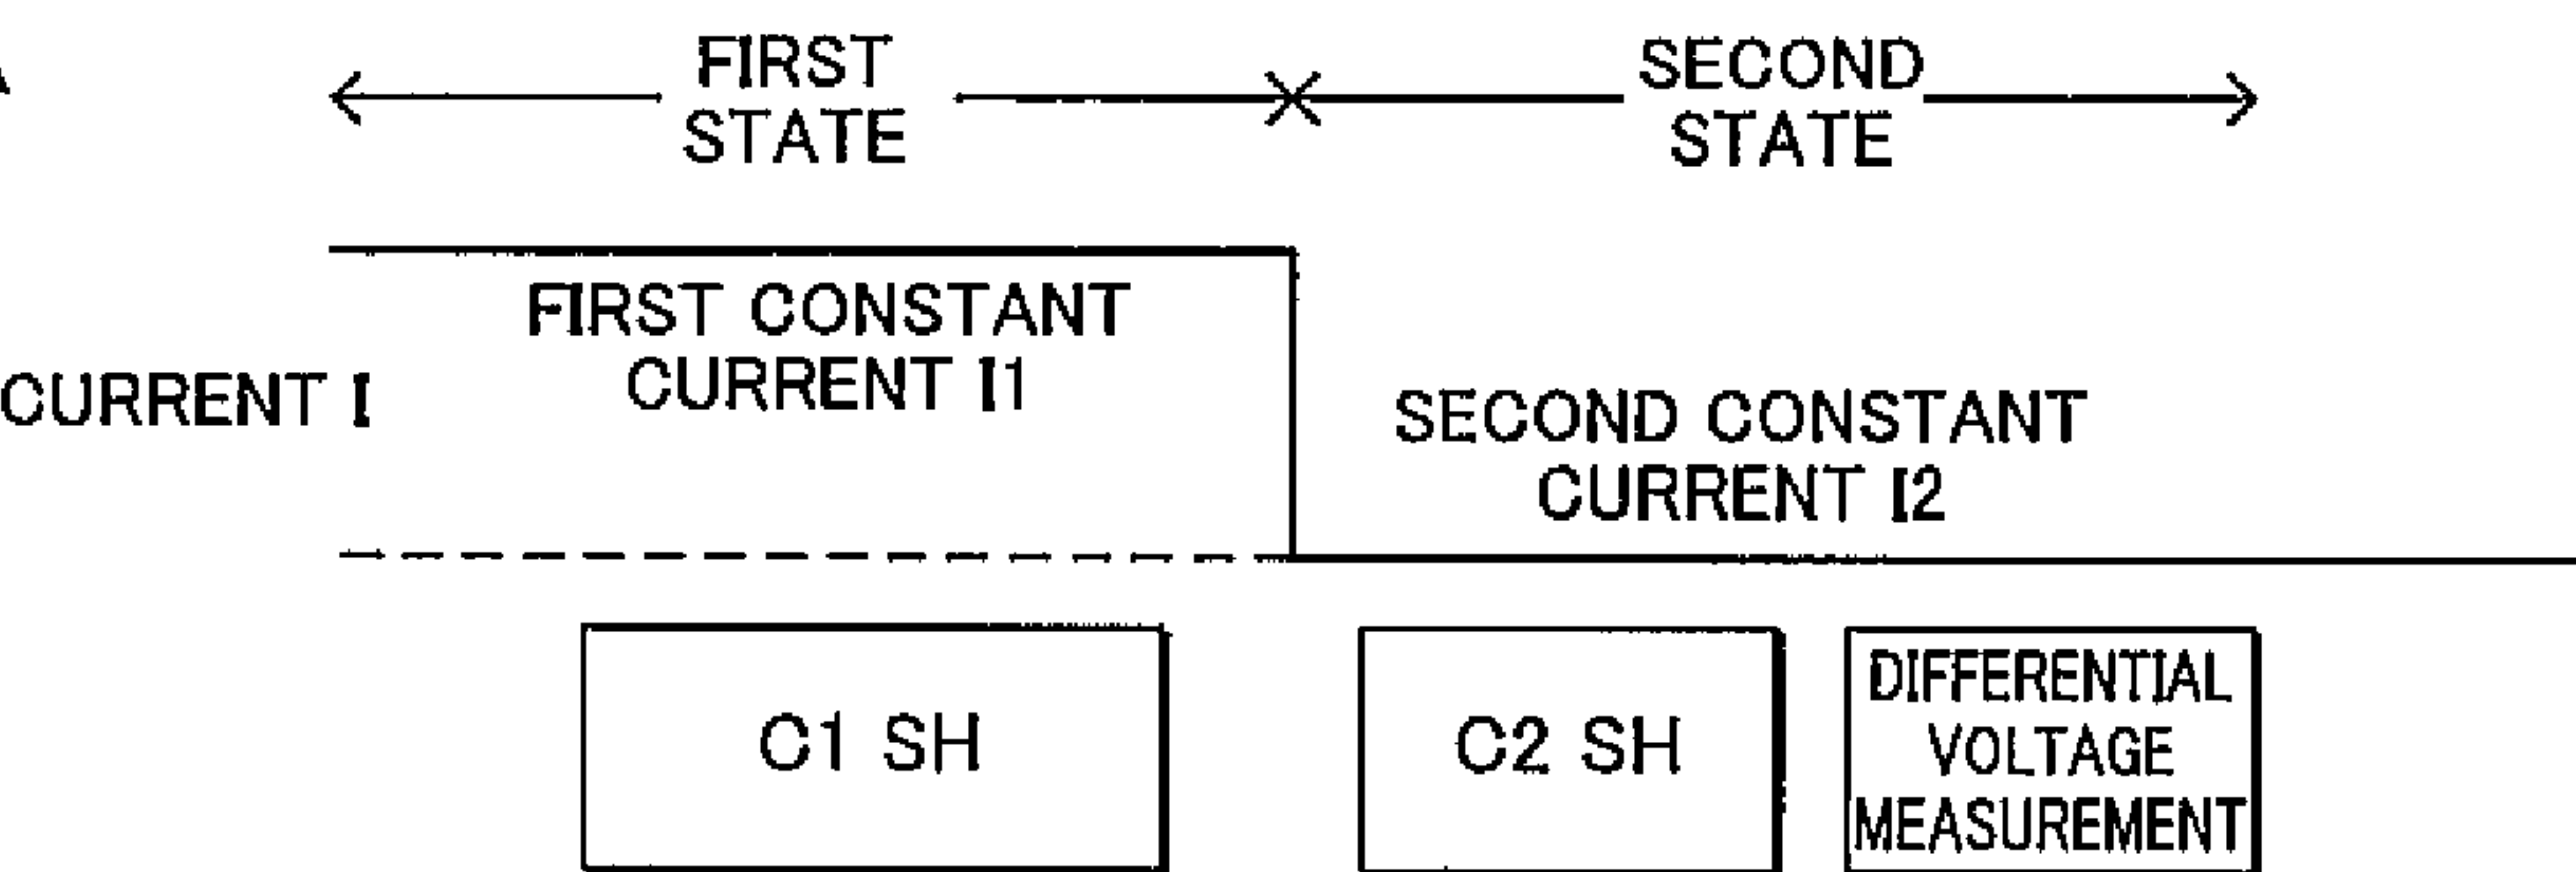 FIRST
STATE
SECOND
STATE
FIRST CONSTANT
CURRENT I1
CURRENT I
SECOND CONSTANT
CURRENT I2
C1 SH
C2 SH
DIFFERENTIAL
VOLTAGE
MEASUREMENT